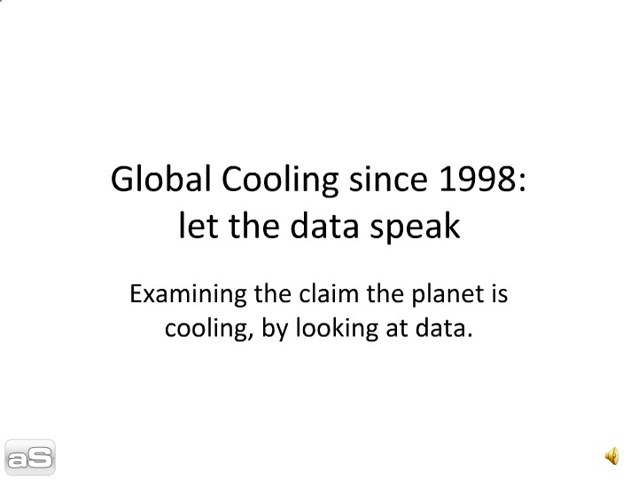 Global Cooling since 1998:
let the data speak
Examining the claim the planet is
cooling, by looking at data.
aS